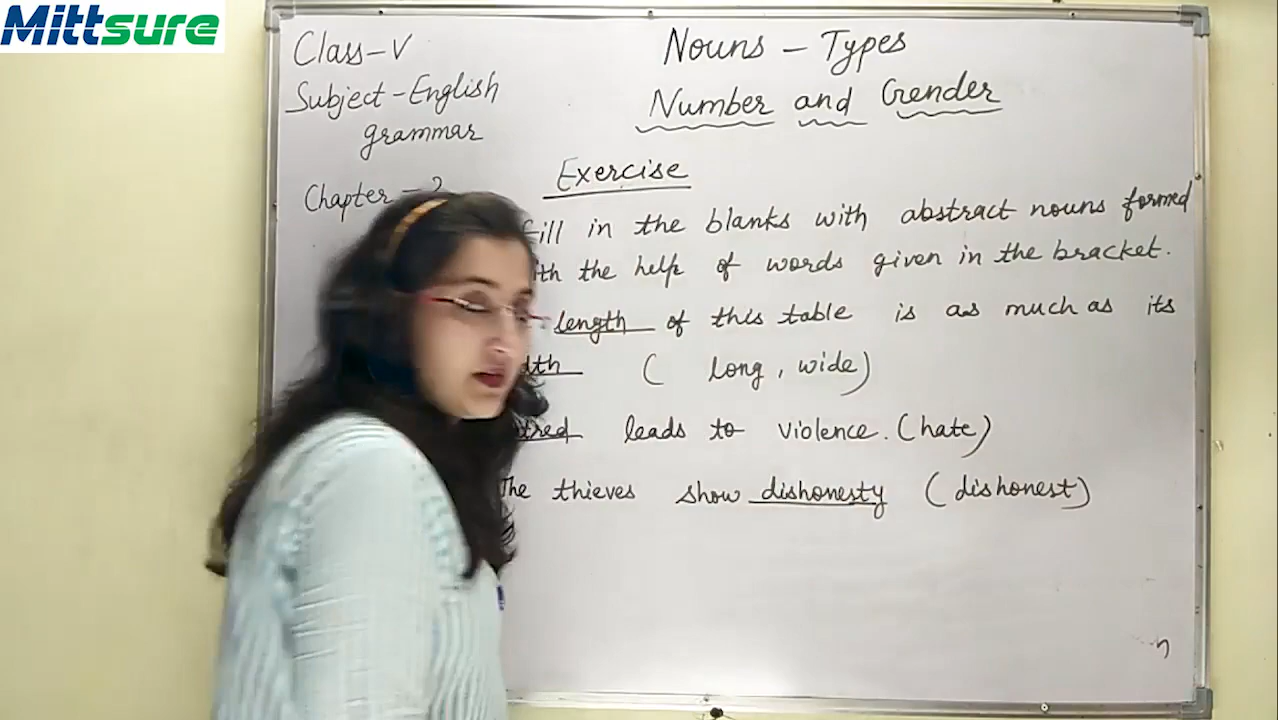 Mittsure
Class-V
Subject-English
grammar
Chapter -
Nouns - Types
Number and Gender
Exercise
fill in the blanks with abstract nouns formed
the help of words given in the bracket.
length of this table is as much as its
(long, wide)
leads to violence. (hate)
The thieves show dishonesty (dishonest)